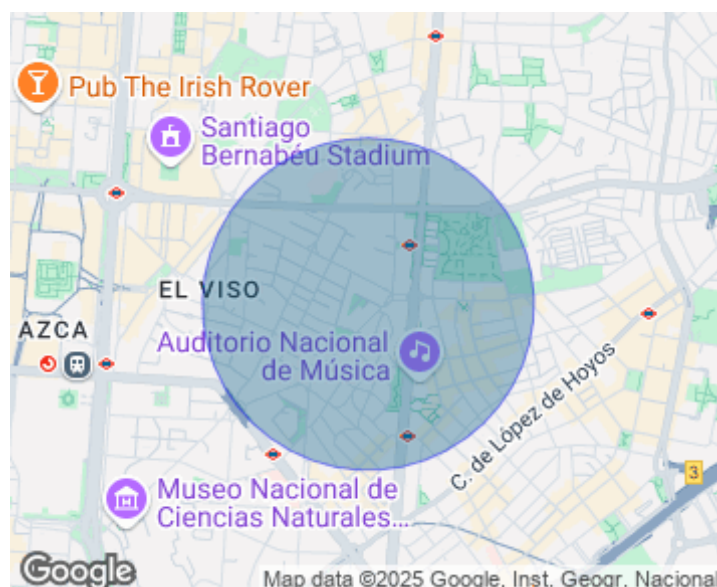 Pub The Irish Rover
Santiago
Bernabéu Stadium
EL VISO
AZCA
Auditorio Nacional
de Música
C. de López de Hoyos
3
Museo Nacional de
Ciencias Naturales...
Google
Map data ©2025 Google, Inst. Geogr. Nacional